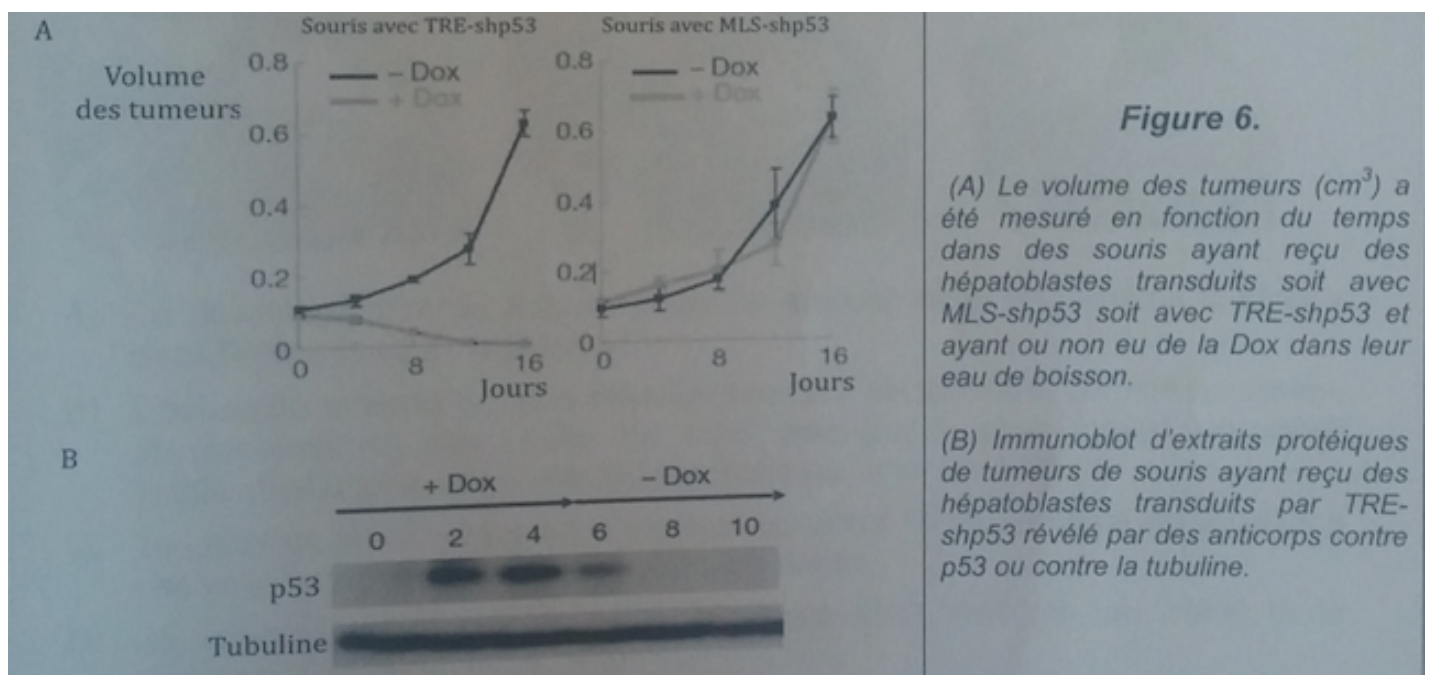 A
Souris avec TRE-shp53
Souris avec MLS-shp53
Volume
des tumeurs
0.8
0.6
0.4
0.2
0
– Dox
+ Dox
0
8
16
Jours
0.8
0.6
0.4
0.2
0
– Dox
+ Dox
0
8
16
Jours
B
+ Dox
– Dox
0 2 4 6 8 10
p53
Tubuline
Figure 6.
(A) Le volume des tumeurs (cm³) a
été mesuré en fonction du temps
dans des souris ayant reçu des
hépatoblastes transduits soit avec
MLS-shp53 soit avec TRE-shp53 et
ayant ou non eu de la Dox dans leur
eau de boisson.
(B) Immunoblot d'extraits protéiques
de tumeurs de souris ayant reçu des
hépatoblastes transduits par TRE-
shp53 révélé par des anticorps contre
p53 ou contre la tubuline.